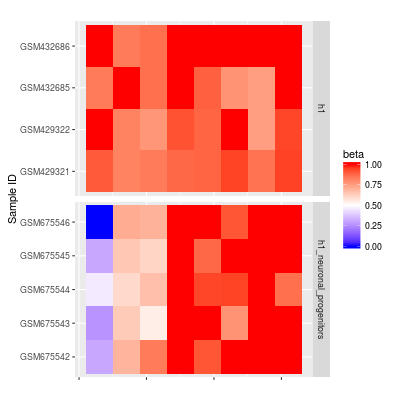 GSM432686
GSM432685
GSM429322
GSM429321
h1
GSM675546
GSM675545
GSM675544
GSM675543
GSM675542
h1_neuronal_progenitors
Sample ID
beta
1.00
0.75
0.50
0.25
0.00